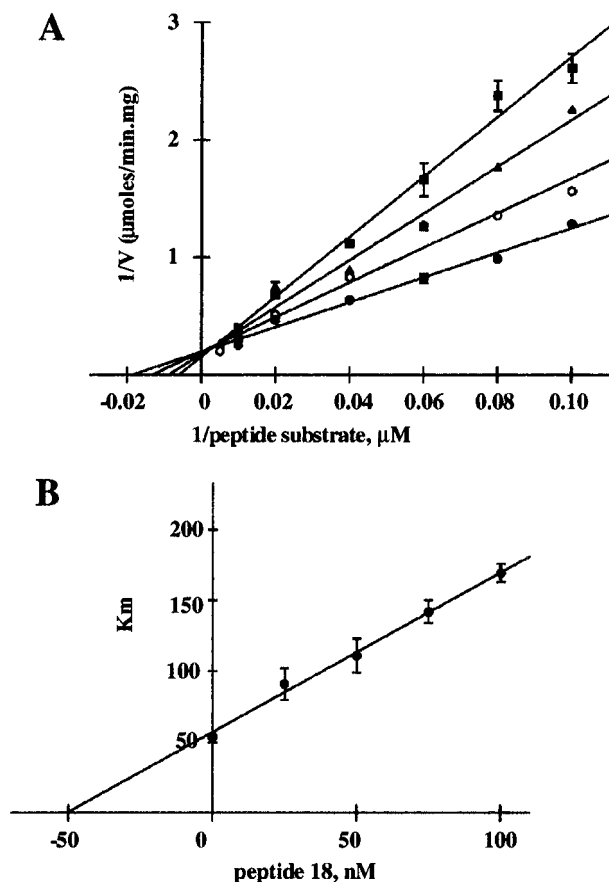 A
3
2
1
1/V (µmoles/min.mg)
-0.02 0 0.02 0.04 0.06 0.08 0.10
1/peptide substrate, µM
B
200
150
100
50
Km
-50 0 50 100
peptide 18, nM